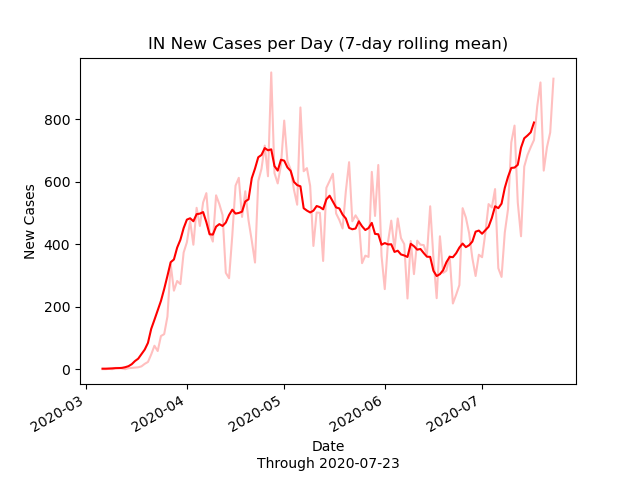 IN New Cases per Day (7-day rolling mean)
New Cases
800
600
400
200
0
2020-03
2020-04
2020-05
2020-06
2020-07
Date
Through 2020-07-23